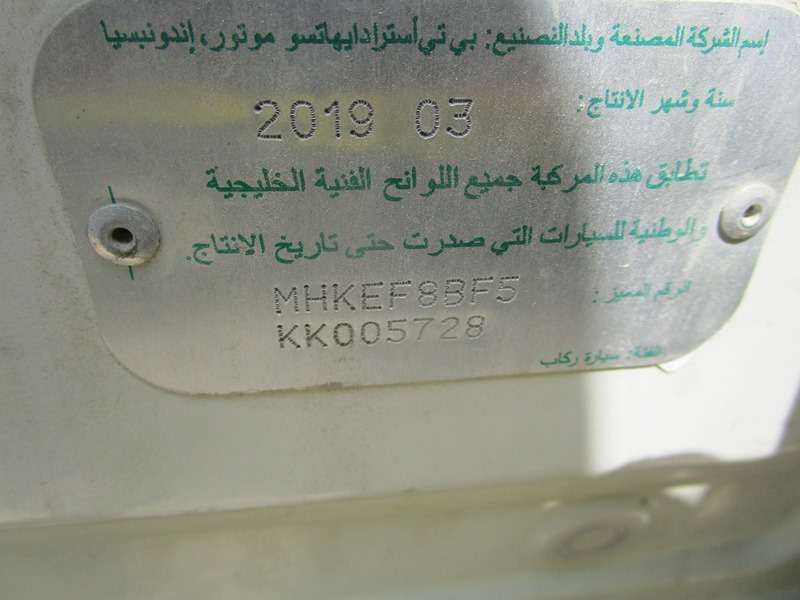 إسم الشركة المصنعة وبلد التصنيع: بي تي أسترا دايهاتسو موتور، إندونيسيا
سنة وشهر الانتاج: 2019 03
تطابق هذه المركبة جميع اللوائح الفنية الخليجية
والوطنية للسيارات التي صدرت حتى تاريخ الانتاج.
الرقم المميز: MHKEF8BF5
KK005728
الفئة: سيارة ركاب